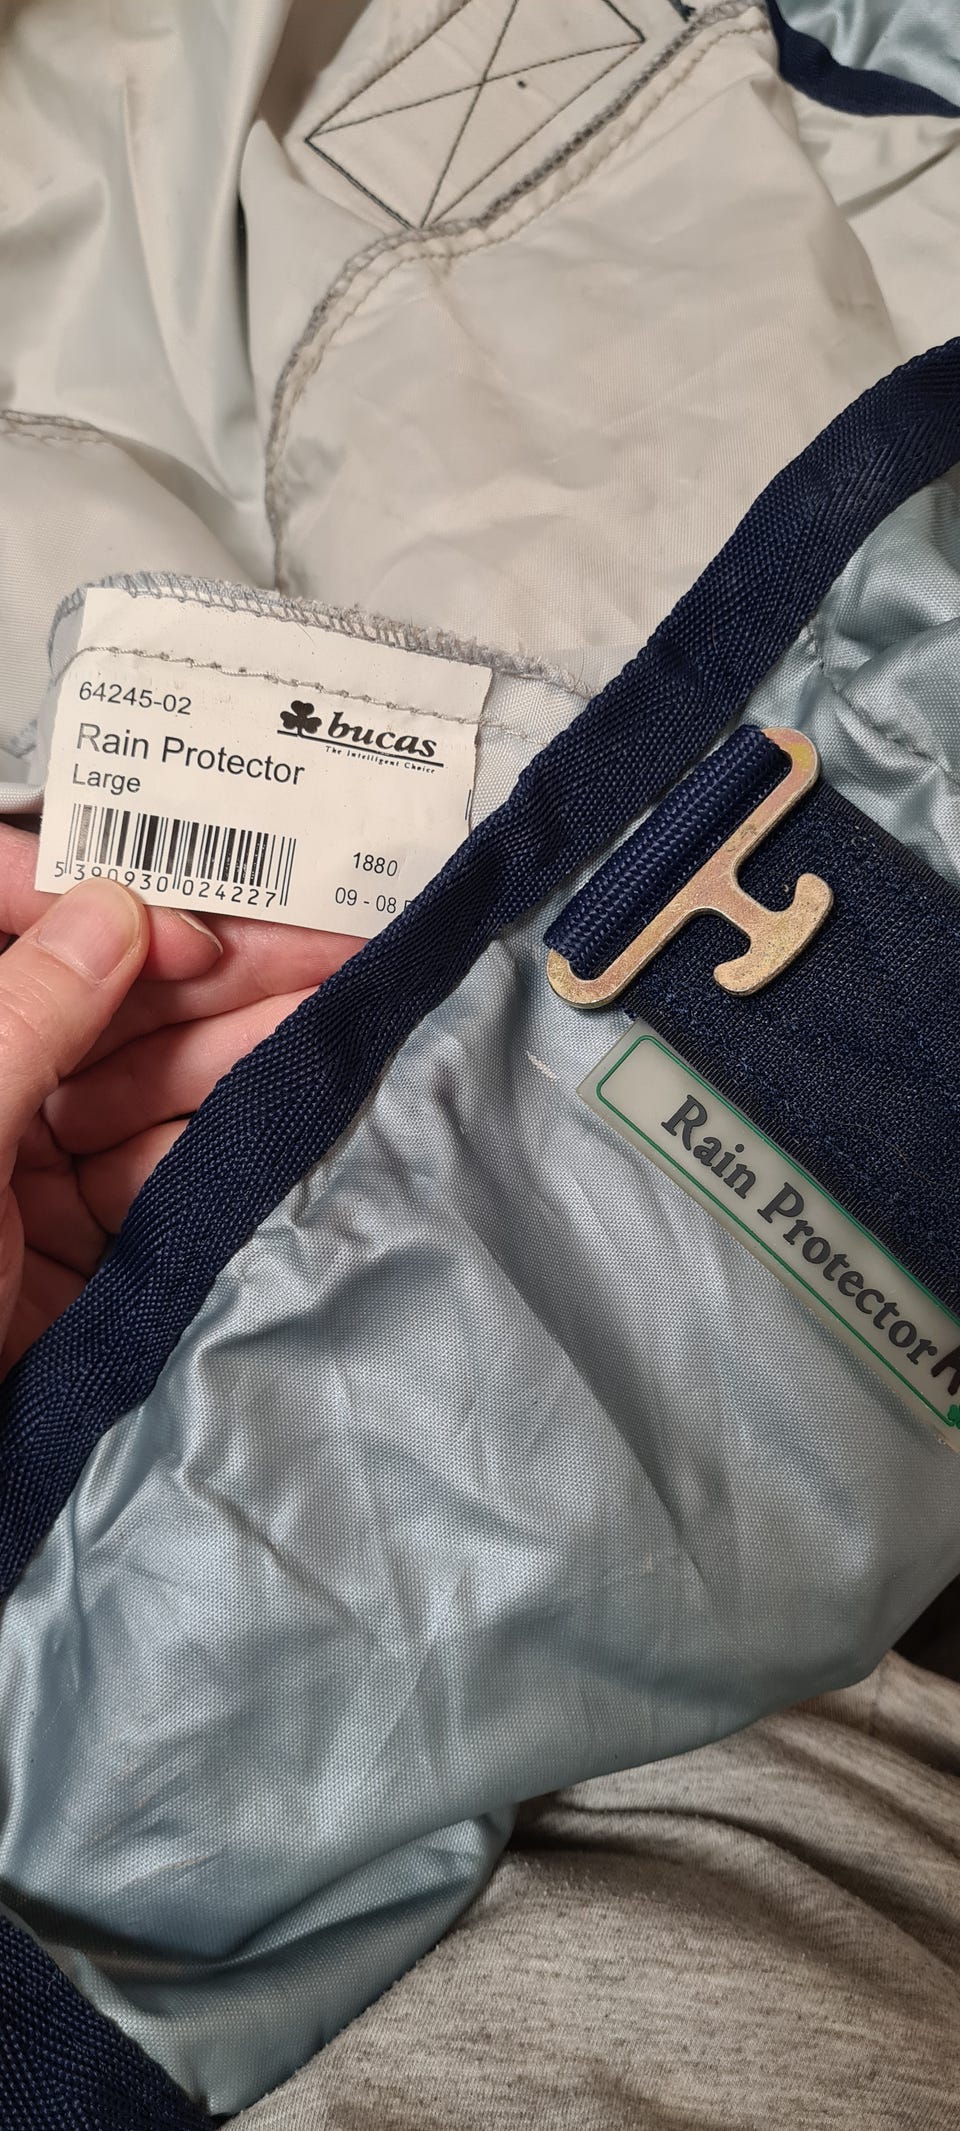 64245-02
bucas
The Intelligent Choice
Rain Protector
Large
5 390930 024227
1880
09 - 08
Rain Protector